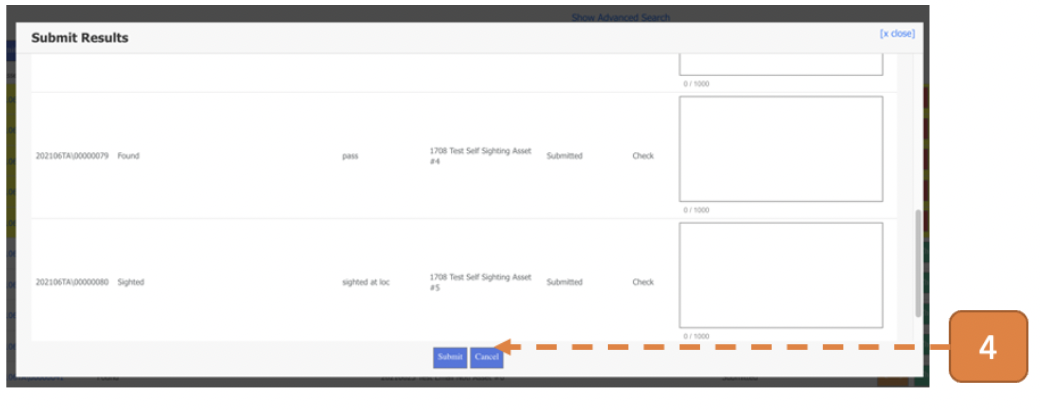 Show Advanced Search
Submit Results
[x close]
0 / 1000
202106TA\00000079 Found pass 1708 Test Self Sighting Asset #4 Submitted Check
0 / 1000
202106TA\00000080 Sighted sighted at loc 1708 Test Self Sighting Asset #5 Submitted Check
0 / 1000
Submit Cancel
4